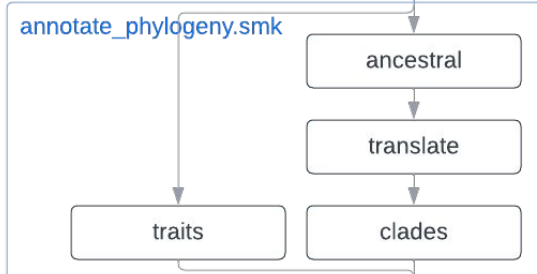 annotate_phylogeny.smk
ancestral
translate
traits
clades